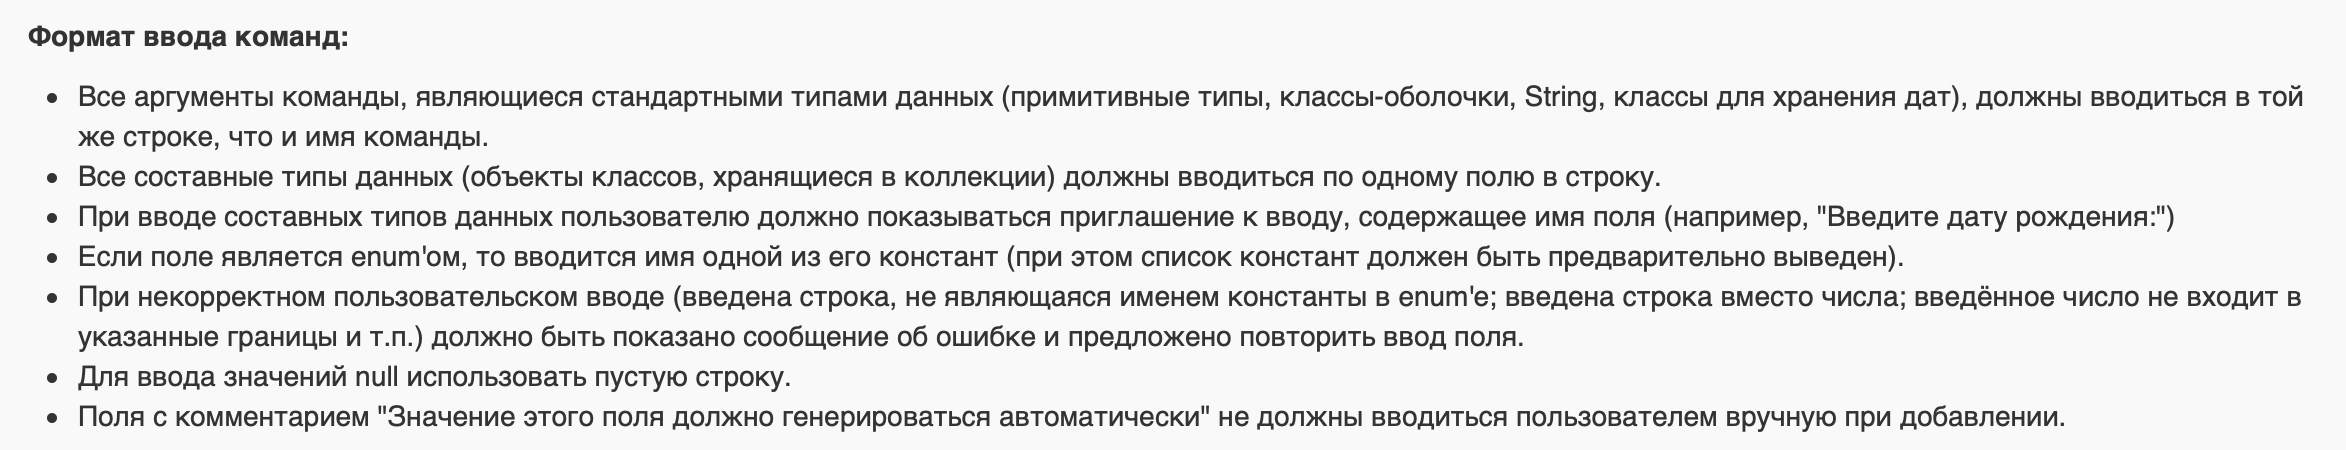 Формат ввода команд:
• Все аргументы команды, являющиеся стандартными типами данных (примитивные типы, классы-оболочки, String, классы для хранения дат), должны вводиться в той
же строке, что и имя команды.
• Все составные типы данных (объекты классов, хранящиеся в коллекции) должны вводиться по одному полю в строку.
• При вводе составных типов данных пользователю должно показываться приглашение к вводу, содержащее имя поля (например, "Введите дату рождения:")
• Если поле является enum'ом, то вводится имя одной из его констант (при этом список констант должен быть предварительно выведен).
• При некорректном пользовательском вводе (введена строка, не являющаяся именем константы в enum'е; введена строка вместо числа; введённое число не входит в
указанные границы и т.п.) должно быть показано сообщение об ошибке и предложено повторить ввод поля.
• Для ввода значений null использовать пустую строку.
• Поля с комментарием "Значение этого поля должно генерироваться автоматически" не должны вводиться пользователем вручную при добавлении.